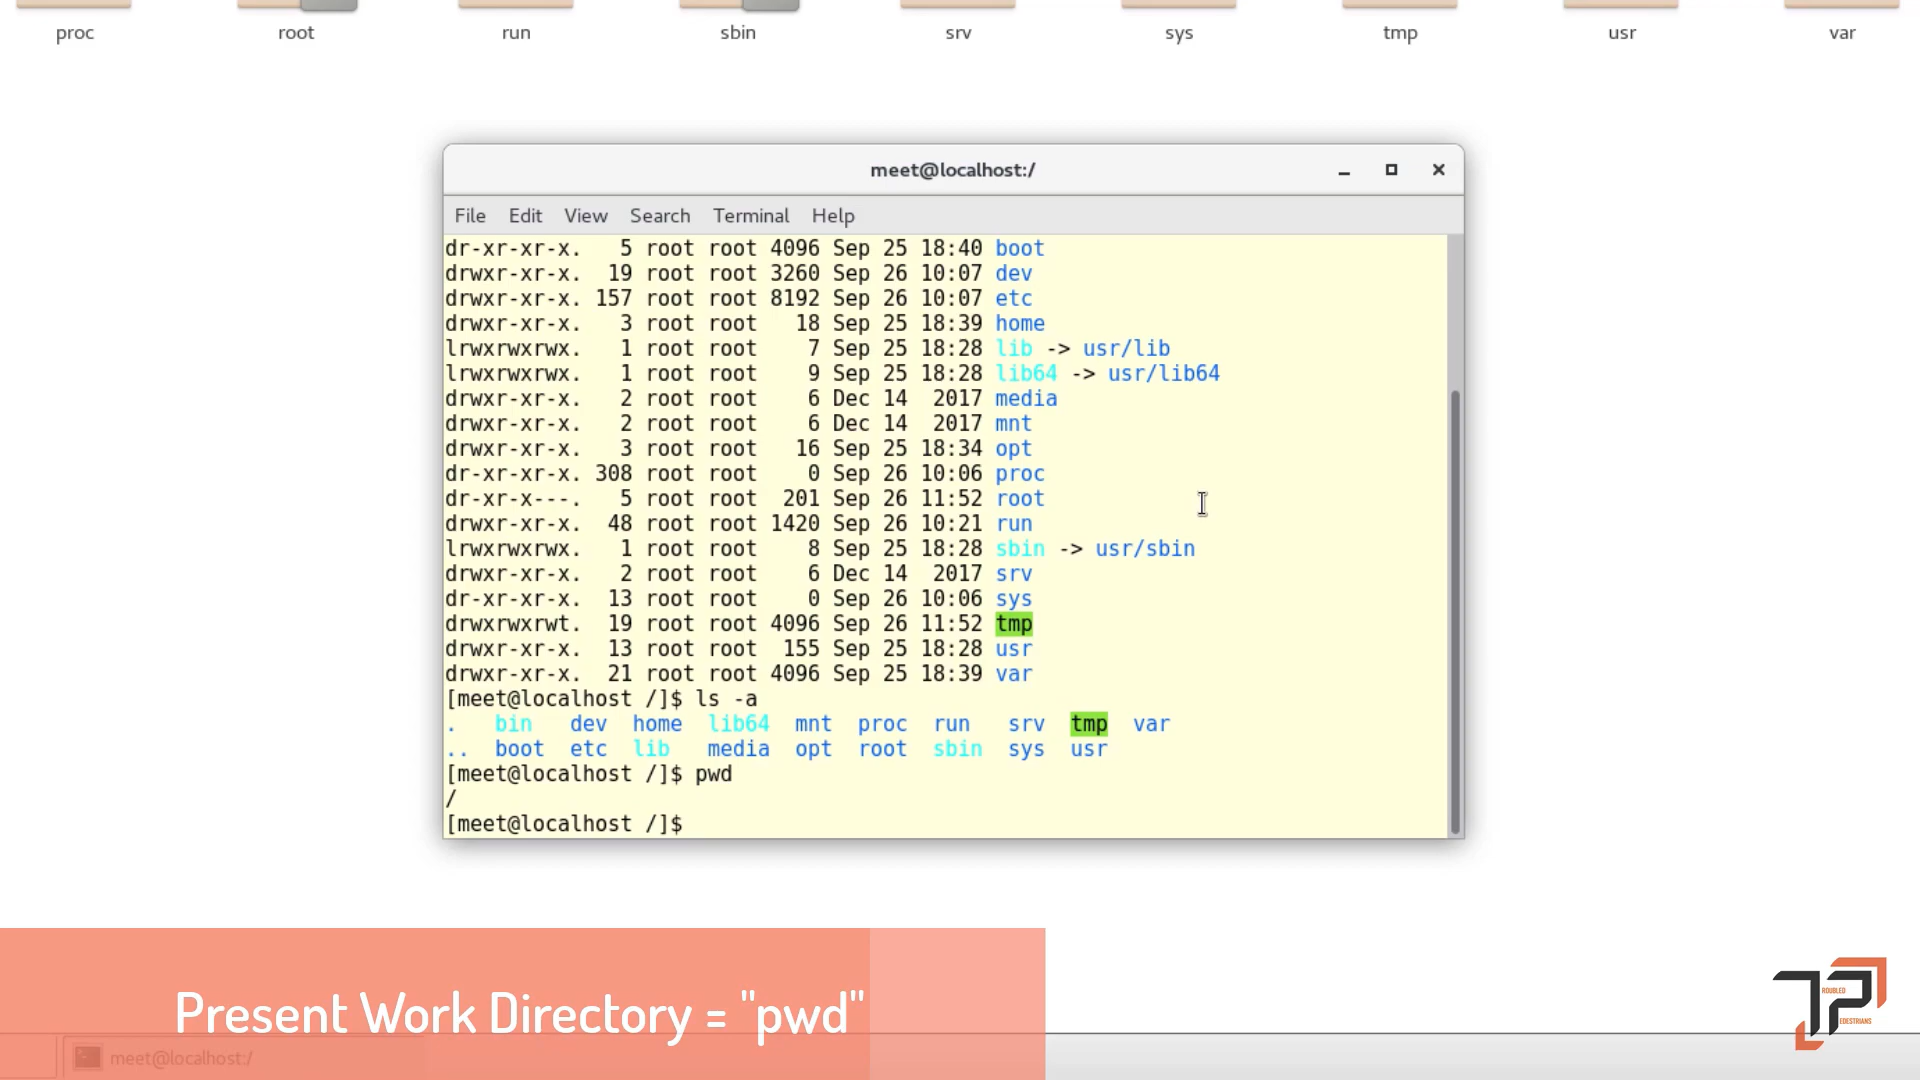 proc root run sbin srv sys tmp usr var
meet@localhost:/
File Edit View Search Terminal Help
dr-xr-xr-x.   5 root root 4096 Sep 25 18:40 boot
drwxr-xr-x.  19 root root 3260 Sep 26 10:07 dev
drwxr-xr-x. 157 root root 8192 Sep 26 10:07 etc
drwxr-xr-x.   3 root root   18 Sep 25 18:39 home
lrwxrwxrwx.   1 root root    7 Sep 25 18:28 lib -> usr/lib
lrwxrwxrwx.   1 root root    9 Sep 25 18:28 lib64 -> usr/lib64
drwxr-xr-x.   2 root root    6 Dec 14  2017 media
drwxr-xr-x.   2 root root    6 Dec 14  2017 mnt
drwxr-xr-x.   3 root root   16 Sep 25 18:34 opt
dr-xr-xr-x. 308 root root    0 Sep 26 10:06 proc
dr-xr-x---.   5 root root  201 Sep 26 11:52 root
drwxr-xr-x.  48 root root 1420 Sep 26 10:21 run
lrwxrwxrwx.   1 root root    8 Sep 25 18:28 sbin -> usr/sbin
drwxr-xr-x.   2 root root    6 Dec 14  2017 srv
dr-xr-xr-x.  13 root root    0 Sep 26 10:06 sys
drwxrwxrwt.  19 root root 4096 Sep 26 11:52 tmp
drwxr-xr-x.  13 root root  155 Sep 25 18:28 usr
drwxr-xr-x.  21 root root 4096 Sep 25 18:39 var
[meet@localhost /]$ ls -a
.   bin   dev  home  lib64  mnt  proc  run   srv  tmp  var
..  boot  etc  lib   media  opt  root  sbin  sys  usr
[meet@localhost /]$ pwd
/
[meet@localhost /]$
Present Work Directory = "pwd"
meet@localhost:/
TP
ROUBLED
EDESTRIANS